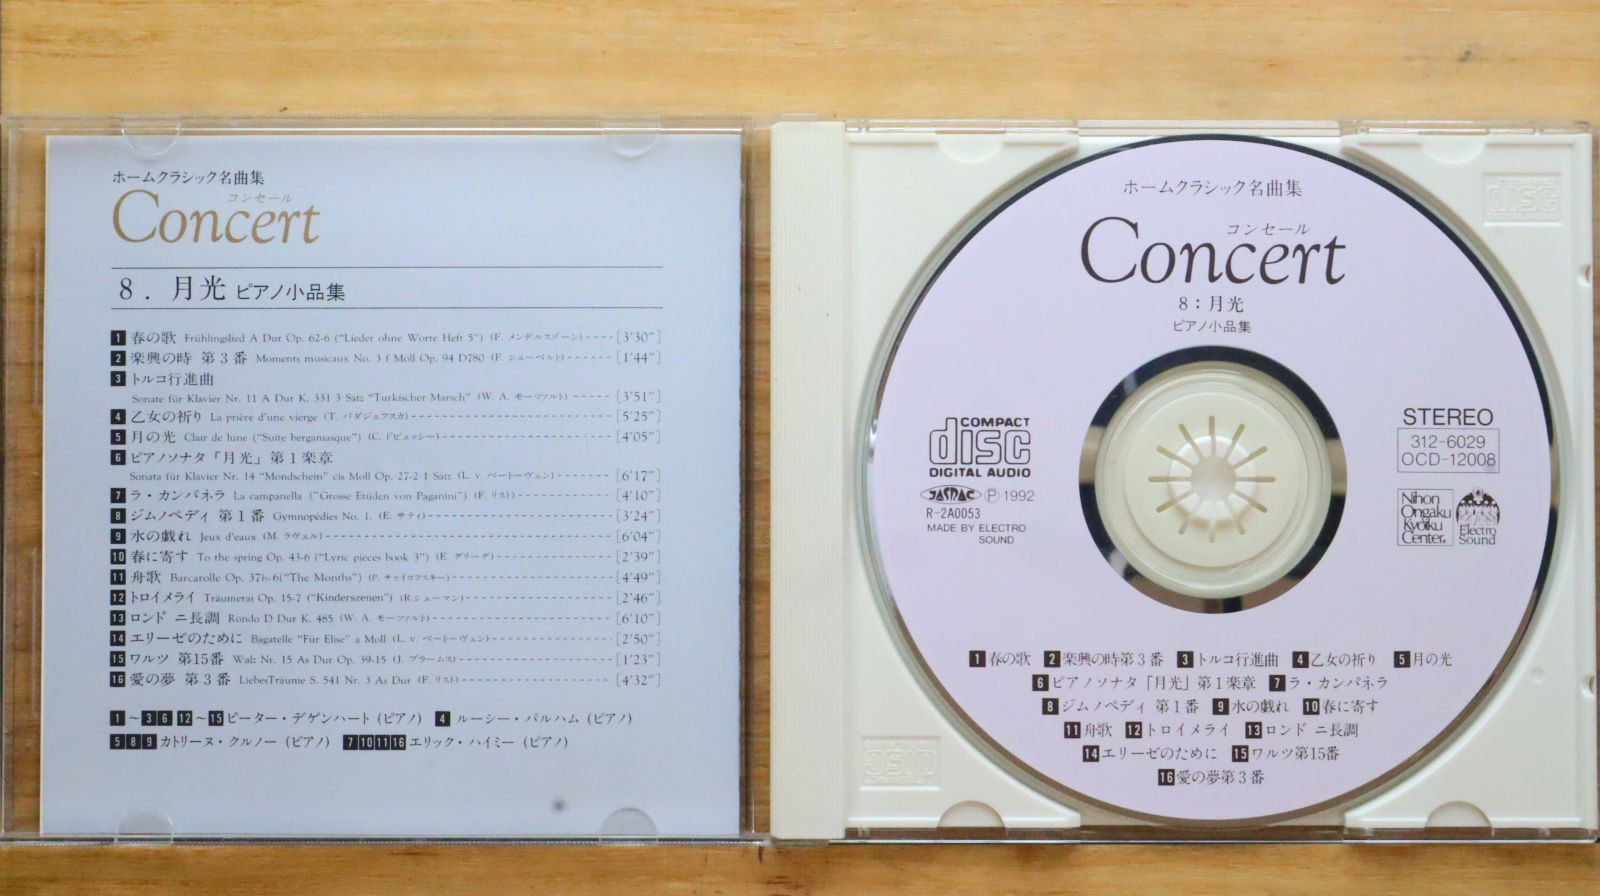 ホームクラシック名曲集
コンセール
Concert
8．月光 ピアノ小品集
1 春の歌 Frühlingslied A Dur Op. 62-6 (“Lieder ohne Worte Heft 5”) (F. メンデルスゾーン) ---- [3′30″]
2 楽興の時 第3番 Moments musicaux No. 3 f Moll Op. 94 D780 (F. シューベルト) ------ [1′44″]
3 トルコ行進曲
Sonate für Klavier Nr. 11 A Dur K. 331 3 Satz “Turkischer Marsch” (W. A. モーツァルト) ------ [3′51″]
4 乙女の祈り La prière d'une vierge (T. バダジェフスカ) ------ [5′25″]
5 月の光 Clair de lune (“Suite bergamasque”) (C. ドビュッシー) ------ [4′05″]
6 ピアノソナタ「月光」第1楽章
Sonata für Klavier Nr. 14 “Mondschein” cis Moll Op. 27-2 1 Satz (L. v. ベートーヴェン) ------ [6′17″]
7 ラ・カンパネラ La campanella (“Grosse Etüden von Paganini”) (F. リスト) ------ [4′10″]
8 ジムノペディ 第1番 Gymnopédies No. 1. (E. サティ) ------ [3′24″]
9 水の戯れ Jeux d'eaux (M. ラヴェル) ------ [6′04″]
10 春に寄す To the spring Op. 43-6 (“Lyric pieces book 3”) (E. グリーグ) ------ [2′39″]
11 舟歌 Barcarolle Op. 37b-6(“The Months”) (P. チャイコフスキー) ------ [4′49″]
12 トロイメライ Träumerai Op. 15-7 (“Kinderszenen”) (R.シューマン) ------ [2′46″]
13 ロンド ニ長調 Rondo D Dur K. 485 (W. A. モーツァルト) ------ [6′10″]
14 エリーゼのために Bagatelle “Für Elise” a Moll (L. v. ベートーヴェン) ------ [2′50″]
15 ワルツ 第15番 Walz Nr. 15 As Dur Op. 39-15 (J. ブラームス) ------ [1′23″]
16 愛の夢 第3番 LiebesTräume S. 541 Nr. 3 As Dur (F. リスト) ------ [4′32″]
1～3 6 12～15 ピーター・デゲンハート (ピアノ) 4 ルーシー・パルハム (ピアノ)
5 8 9 カトリーヌ・クルノー (ピアノ) 7 10 11 16 エリック・ハイミー (ピアノ)
ホームクラシック名曲集
コンセール
Concert
8：月光
ピアノ小品集
COMPACT
disc
DIGITAL AUDIO
JASRAC Ⓟ 1992
R-2A0053
MADE BY ELECTRO
SOUND
STEREO
312-6029
OCD-12008
Nihon
Ongaku
Kyoiku
Center.
Electro
Sound
1 春の歌 2 楽興の時第3番 3 トルコ行進曲 4 乙女の祈り 5 月の光
6 ピアノソナタ「月光」第1楽章 7 ラ・カンパネラ
8 ジムノペディ 第1番 9 水の戯れ 10 春に寄す
11 舟歌 12 トロイメライ 13 ロンド ニ長調
14 エリーゼのために 15 ワルツ第15番
16 愛の夢第3番
disc
disc